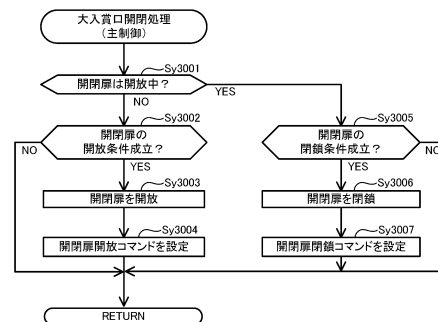 大入賞口開閉処理
（主制御）
Sy3001
開閉扉は開放中？
YES
NO
Sy3002
開閉扉の
開放条件成立？
NO
YES
Sy3005
開閉扉の
閉鎖条件成立？
NO
YES
Sy3003
開閉扉を開放
Sy3006
開閉扉を閉鎖
Sy3004
開閉扉開放コマンドを設定
Sy3007
開閉扉閉鎖コマンドを設定
RETURN